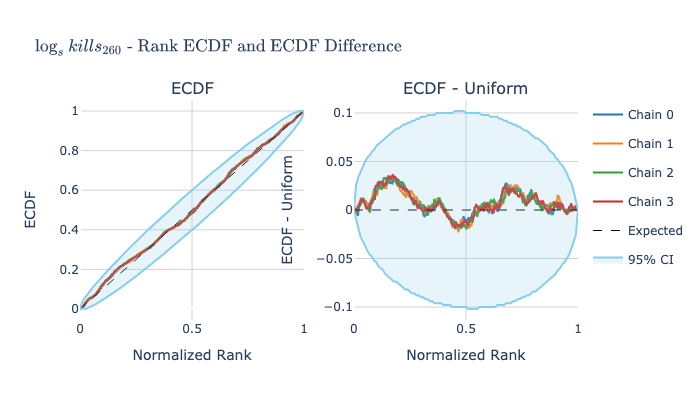 log_s kills_260 - Rank ECDF and ECDF Difference
ECDF
ECDF - Uniform
ECDF
1
0.8
0.6
0.4
0.2
0
0
0.5
1
Normalized Rank
ECDF - Uniform
0.1
0.05
0
−0.05
−0.1
0
0.5
1
Normalized Rank
Chain 0
Chain 1
Chain 2
Chain 3
Expected
95% CI